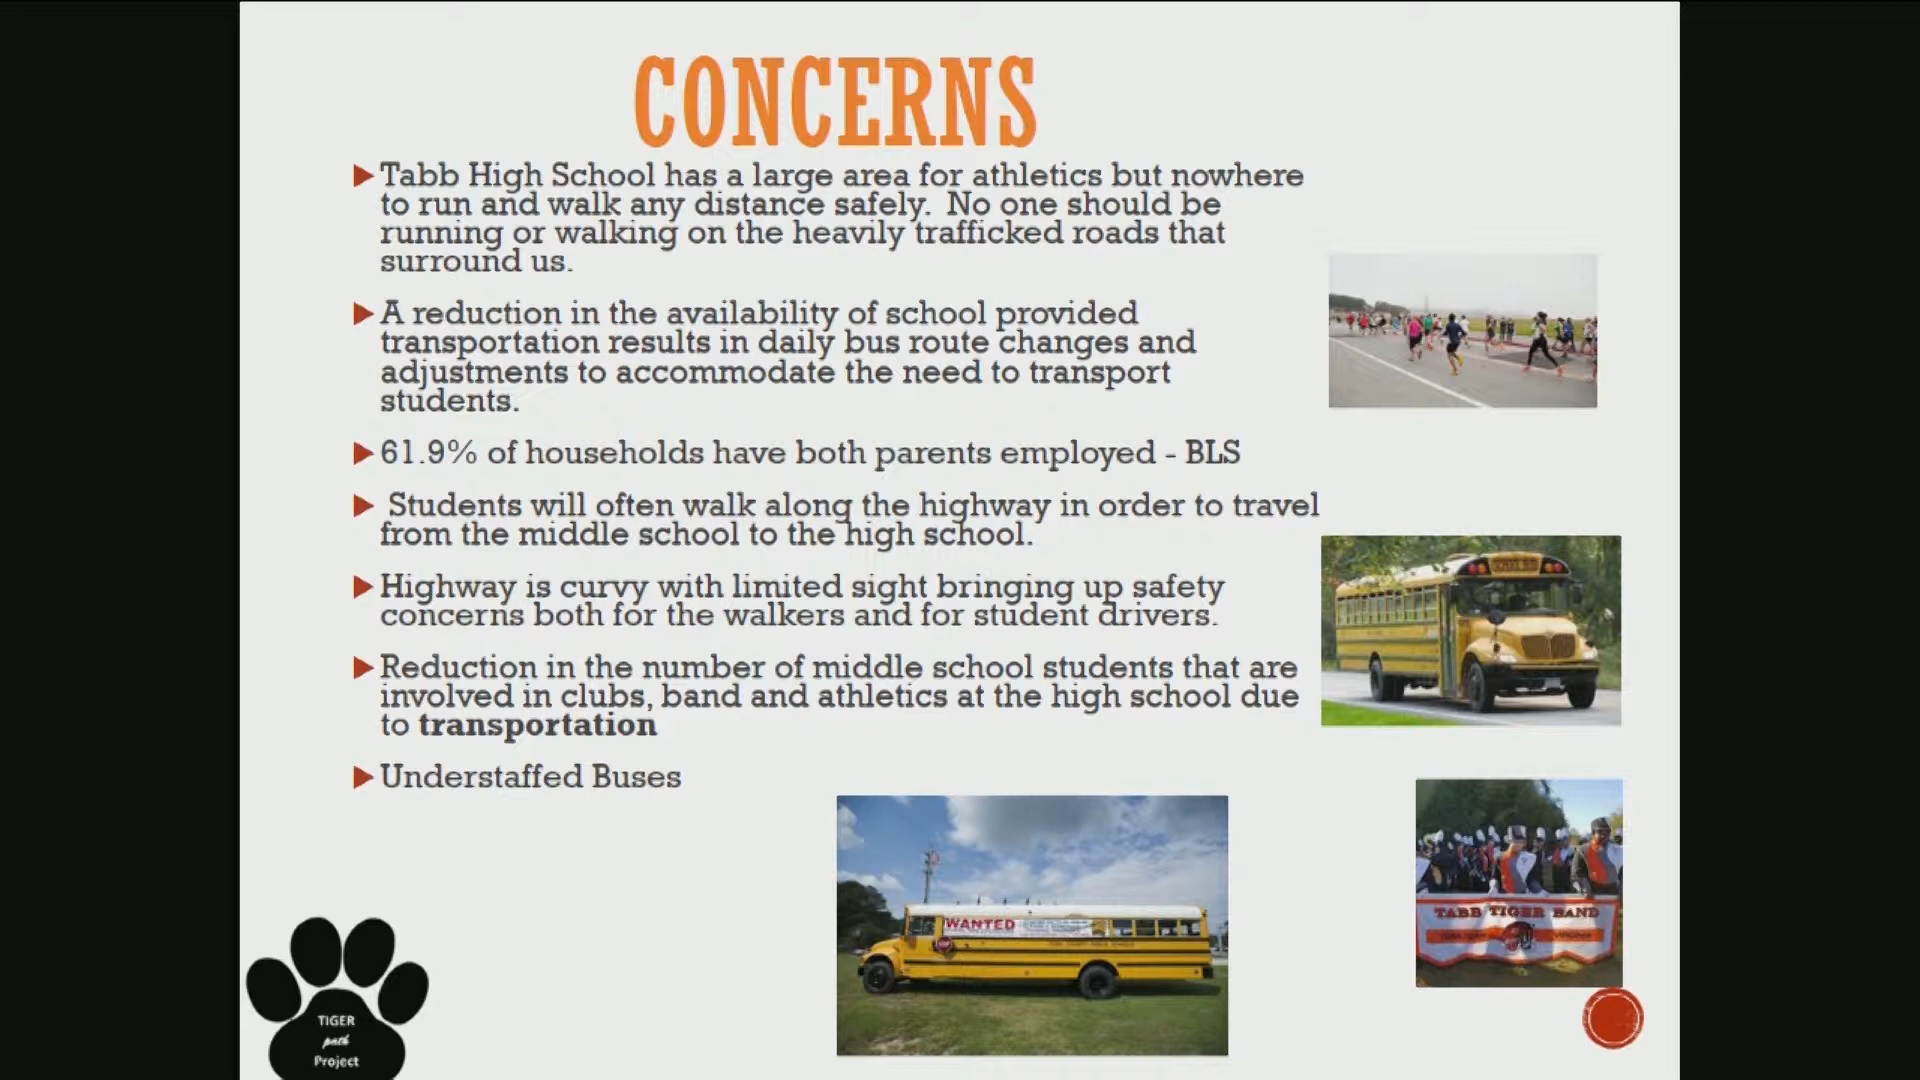 CONCERNS
Tabb High School has a large area for athletics but nowhere
to run and walk any distance safely. No one should be
running or walking on the heavily trafficked roads that
surround us.
A reduction in the availability of school provided
transportation results in daily bus route changes and
adjustments to accommodate the need to transport
students.
61.9% of households have both parents employed - BLS
Students will often walk along the highway in order to travel
from the middle school to the high school.
Highway is curvy with limited sight bringing up safety
concerns both for the walkers and for student drivers.
Reduction in the number of middle school students that are
involved in clubs, band and athletics at the high school due
to transportation
Understaffed Buses
WANTED
TABB TIGER BAND
TIGER
path
Project